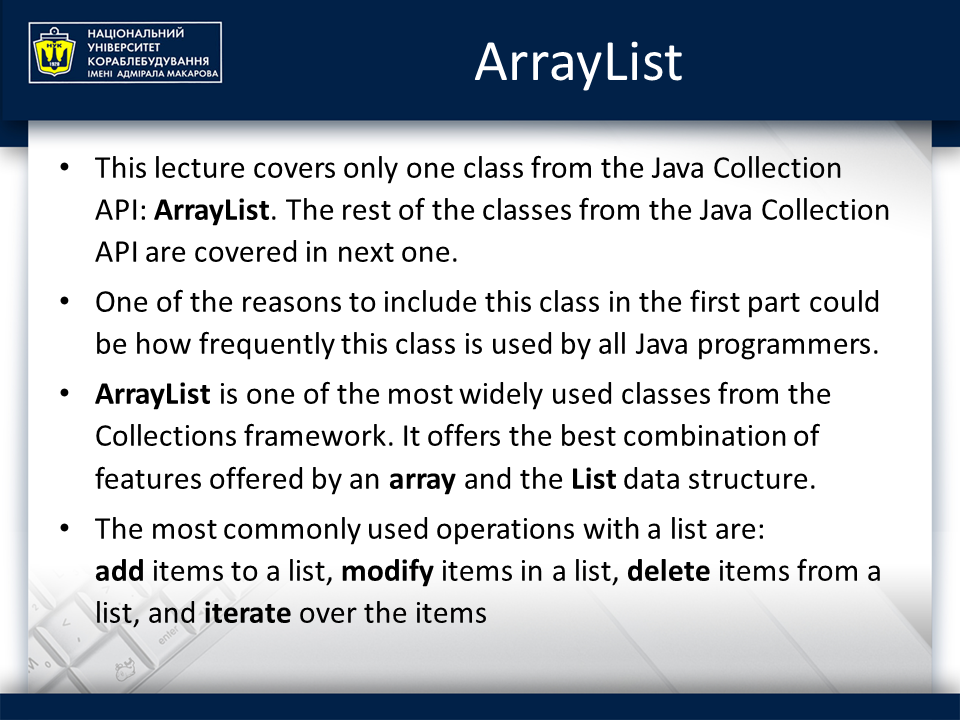 НАЦІОНАЛЬНИЙ
УНІВЕРСИТЕТ
КОРАБЛЕБУДУВАННЯ
ІМЕНІ АДМІРАЛА МАКАРОВА
НУК
1920
ArrayList
• This lecture covers only one class from the Java Collection
API: ArrayList. The rest of the classes from the Java Collection
API are covered in next one.
• One of the reasons to include this class in the first part could
be how frequently this class is used by all Java programmers.
• ArrayList is one of the most widely used classes from the
Collections framework. It offers the best combination of
features offered by an array and the List data structure.
• The most commonly used operations with a list are:
add items to a list, modify items in a list, delete items from a
list, and iterate over the items
enter